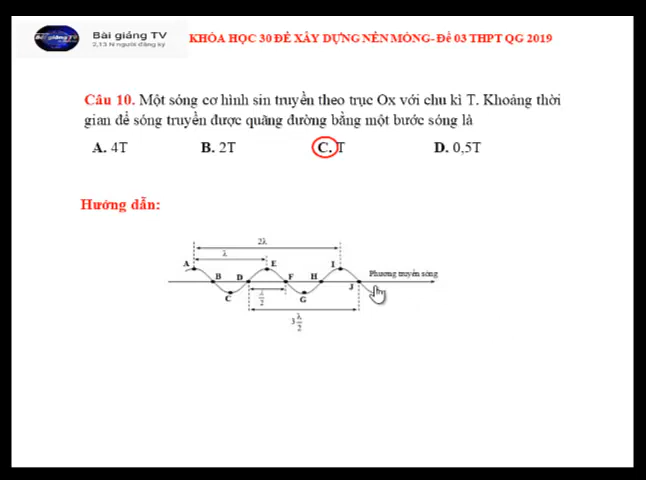 Bài giảng TV
2,13 N người đăng ký
KHÓA HỌC 30 ĐỀ XÂY DỰNG NỀN MÓNG- Đề 03 THPT QG 2019
Câu 10. Một sóng cơ hình sin truyền theo trục Ox với chu kì T. Khoảng thời
gian để sóng truyền được quãng đường bằng một bước sóng là
A. 4T B. 2T C. T D. 0,5T
Hướng dẫn:
2λ
λ
A E I
B D F H Phương truyền sóng
C λ/2 G J
3 λ/2